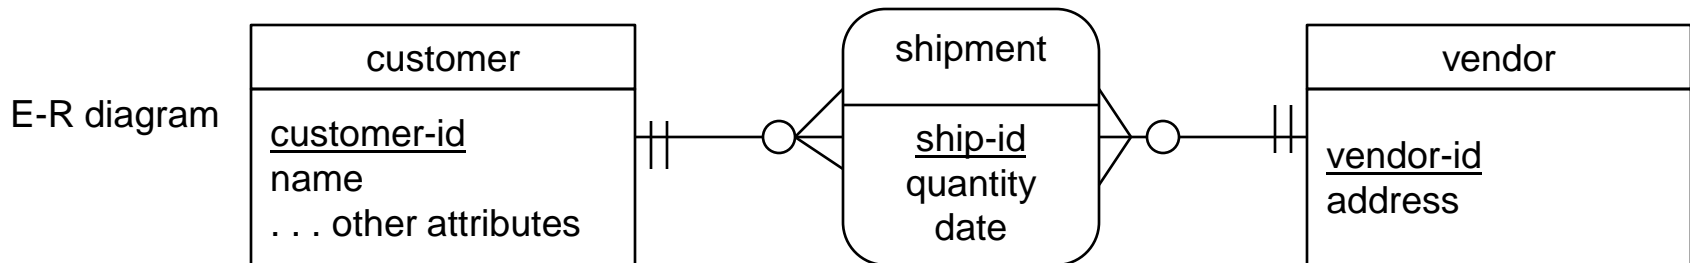 E-R diagram
customer
customer-id
name
. . . other attributes
shipment
ship-id
quantity
date
vendor
vendor-id
address